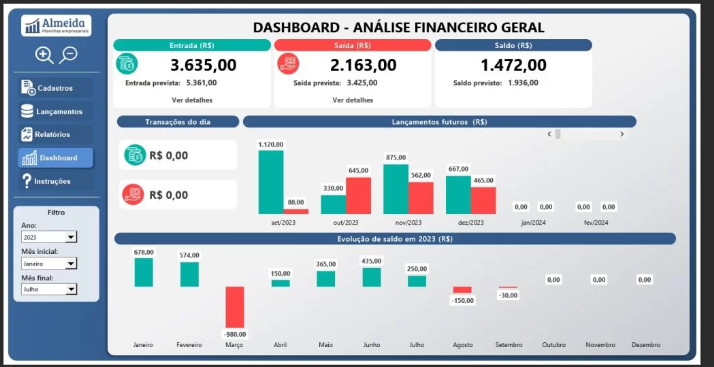 Almeida
Planilhas empresariais
Cadastros
Lançamentos
Relatórios
Dashboard
Instruções
Filtro
Ano:
2023
Mês inicial:
Janeiro
Mês final:
Julho
DASHBOARD - ANÁLISE FINANCEIRO GERAL
Entrada (R$)
3.635,00
Entrada prevista: 5.361,00
Ver detalhes
Saída (R$)
2.163,00
Saída prevista: 3.425,00
Ver detalhes
Saldo (R$)
1.472,00
Saldo previsto: 1.936,00
Transações do dia
R$ 0,00
R$ 0,00
Lançamentos futuros (R$)
1.120,00 80,00 330,00 645,00 875,00 562,00 667,00 465,00 0,00 0,00 0,00 0,00
set/2023 out/2023 nov/2023 dez/2023 jan/2024 fev/2024
Evolução de saldo em 2023 (R$)
678,00 574,00 -980,00 150,00 365,00 435,00 250,00 -150,00 -30,00 0,00 0,00 0,00
Janeiro Fevereiro Março Abril Maio Junho Julho Agosto Setembro Outubro Novembro Dezembro